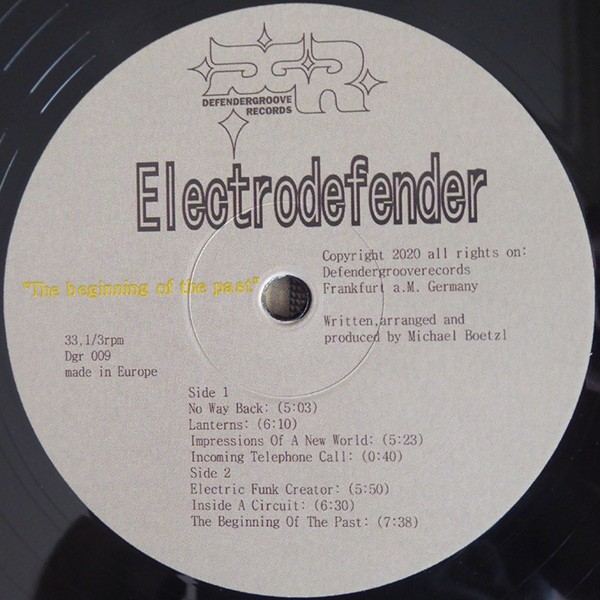 DGR
DEFENDERGROOVE
RECORDS
Electrodefender
"The beginning of the past"
Copyright 2020 all rights on:
Defendergrooverecords
Frankfurt a.M. Germany
Written,arranged and
produced by Michael Boetzl
33,1/3rpm
Dgr 009
made in Europe
Side 1
No Way Back: (5:03)
Lanterns: (6:10)
Impressions Of A New World: (5:23)
Incoming Telephone Call: (0:40)
Side 2
Electric Funk Creator: (5:50)
Inside A Circuit: (6:30)
The Beginning Of The Past: (7:38)